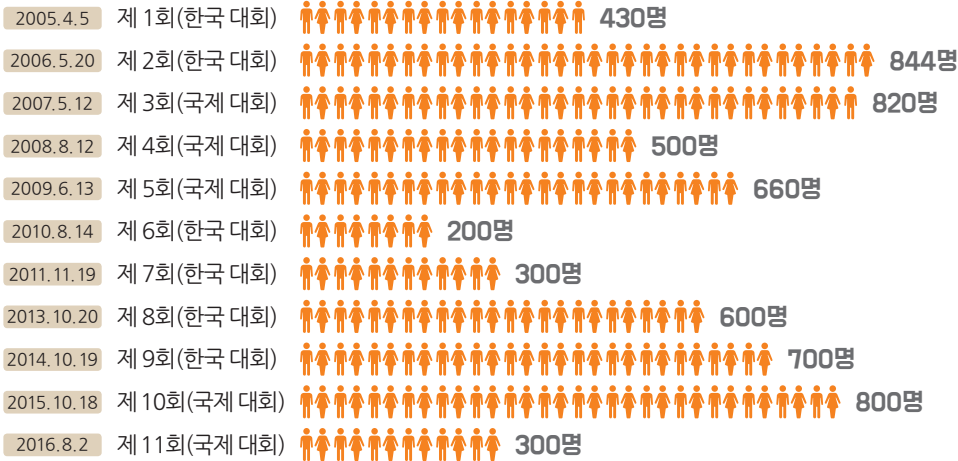 2005.4.5 제 1회(한국 대회) 430명
2006.5.20 제 2회(한국 대회) 844명
2007.5.12 제 3회(국제 대회) 820명
2008.8.12 제 4회(국제 대회) 500명
2009.6.13 제 5회(국제 대회) 660명
2010.8.14 제 6회(한국 대회) 200명
2011.11.19 제 7회(한국 대회) 300명
2013.10.20 제 8회(한국 대회) 600명
2014.10.19 제 9회(한국 대회) 700명
2015.10.18 제 10회(국제 대회) 800명
2016.8.2 제 11회(국제 대회) 300명